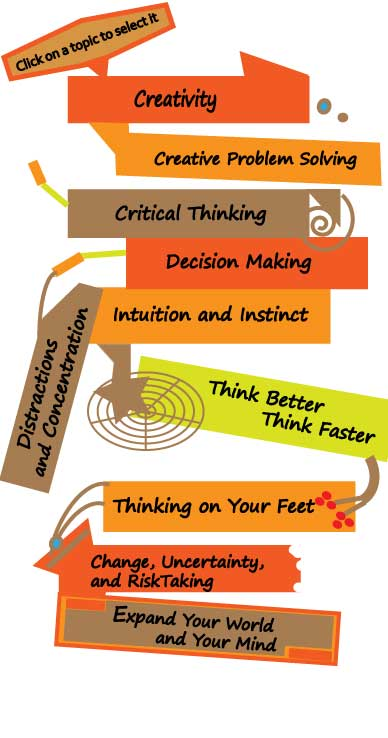 Click on a topic to select it
Creativity
Creative Problem Solving
Critical Thinking
Decision Making
Intuition and Instinct
Distractions
and Concentration
Think Better
Think Faster
Thinking on Your Feet
Change, Uncertainty,
and RiskTaking
Expand Your World
and Your Mind